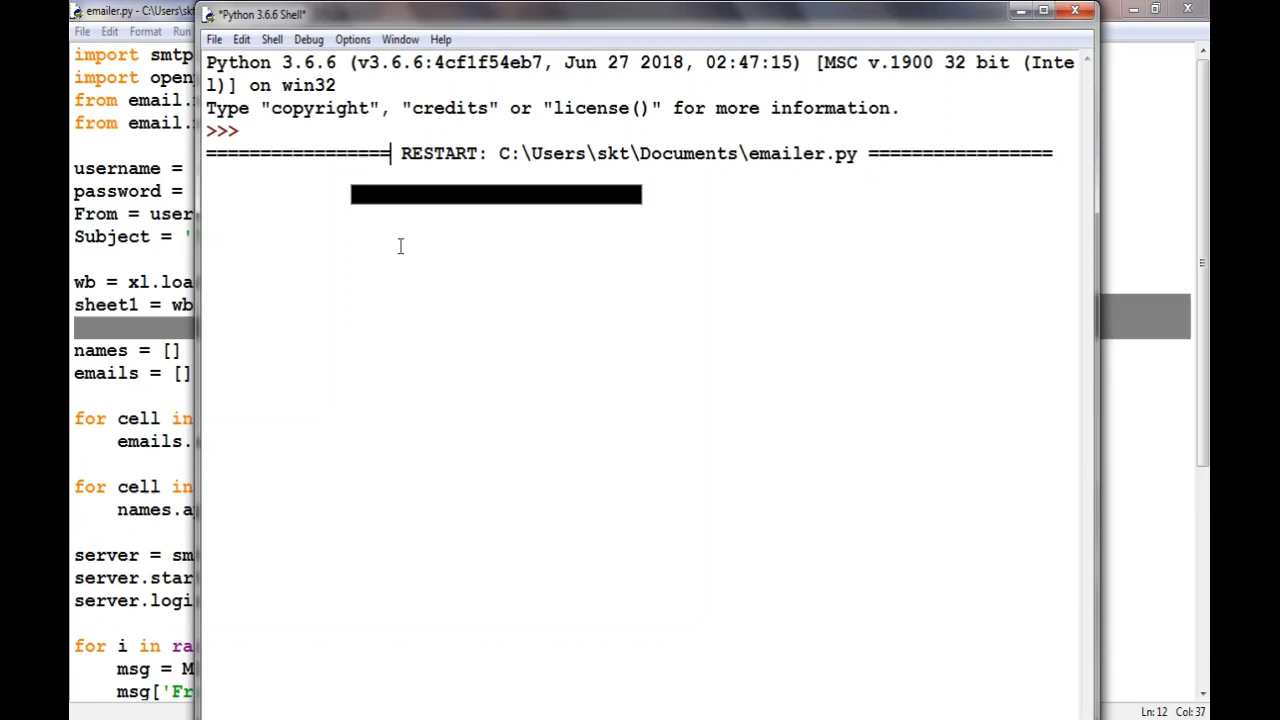 emailer.py - C:\Users\skt
*Python 3.6.6 Shell*
File Edit Format Run
File Edit Shell Debug Options Window Help
import smtp
import openp
from email.
from email.
username =
password =
From = user
Subject = '
wb = xl.loa
sheet1 = wb
names = []
emails = []
for cell in
emails.
for cell in
names.a
server = sm
server.star
server.logi
for i in ra
msg = M
msg['Fr
Python 3.6.6 (v3.6.6:4cf1f54eb7, Jun 27 2018, 02:47:15) [MSC v.1900 32 bit (Inte
l)] on win32
Type "copyright", "credits" or "license()" for more information.
>>>
================= RESTART: C:\Users\skt\Documents\emailer.py =================
Ln: 12 Col: 37